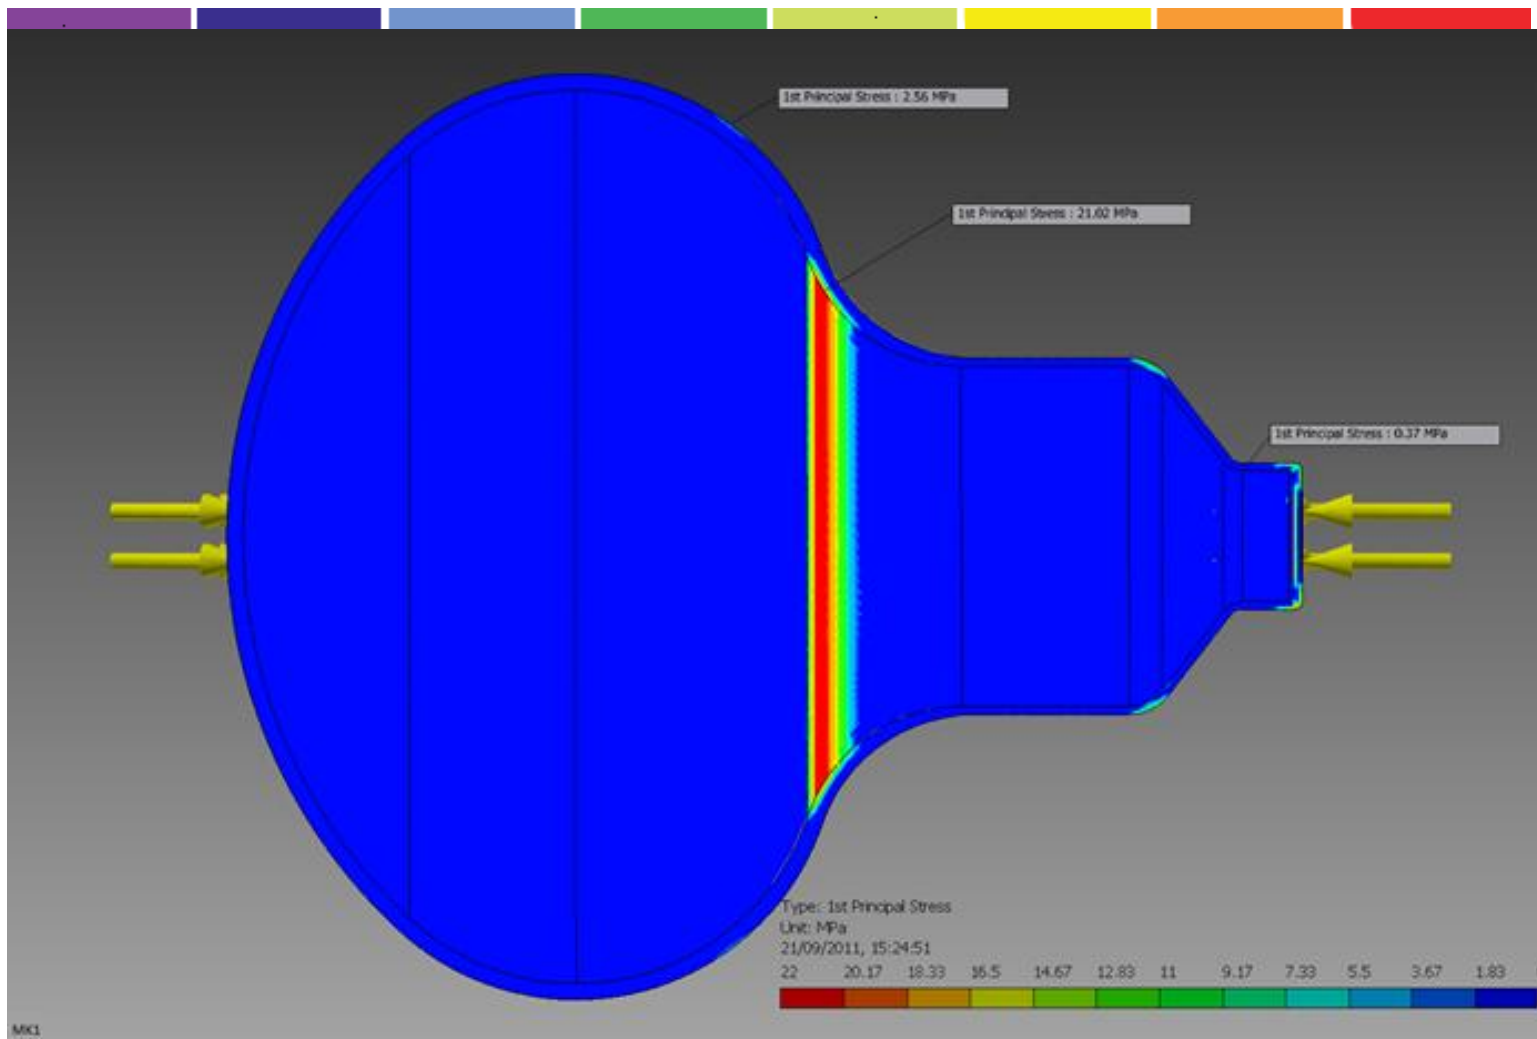 1st Principal Stress : 2.56 MPa
1st Principal Stress : 21.02 MPa
1st Principal Stress : 0.37 MPa
Type: 1st Principal Stress
Unit: MPa
21/09/2011, 15:24:51
22 20.17 18.33 16.5 14.67 12.83 11 9.17 7.33 5.5 3.67 1.83
MK1